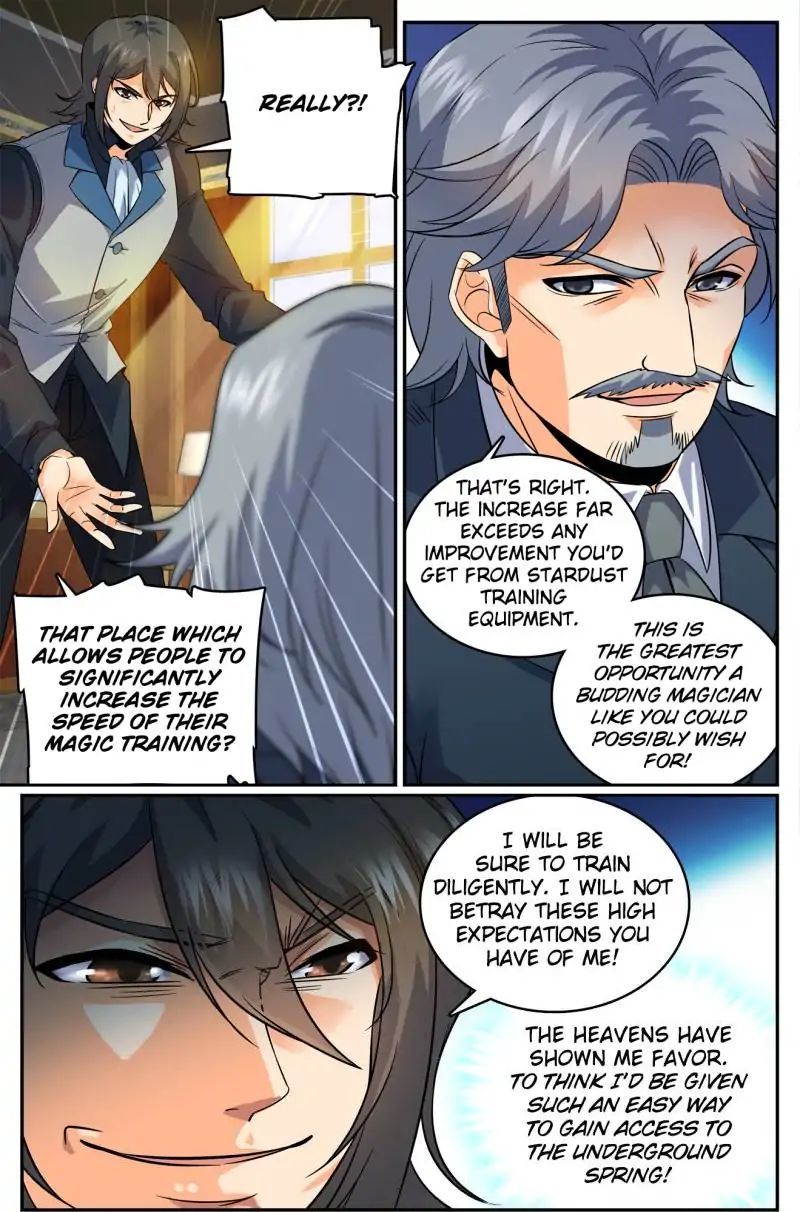 REALLY?!
THAT PLACE WHICH
ALLOWS PEOPLE TO
SIGNIFICANTLY
INCREASE THE
SPEED OF THEIR
MAGIC TRAINING?
THAT'S RIGHT.
THE INCREASE FAR
EXCEEDS ANY
IMPROVEMENT YOU'D
GET FROM STARDUST
TRAINING
EQUIPMENT.
THIS IS
THE GREATEST
OPPORTUNITY A
BUDDING MAGICIAN
LIKE YOU COULD
POSSIBLY WISH
FOR!
I WILL BE
SURE TO TRAIN
DILIGENTLY. I WILL NOT
BETRAY THESE HIGH
EXPECTATIONS YOU
HAVE OF ME!
THE HEAVENS HAVE
SHOWN ME FAVOR.
TO THINK I'D BE GIVEN
SUCH AN EASY WAY
TO GAIN ACCESS TO
THE UNDERGROUND
SPRING!